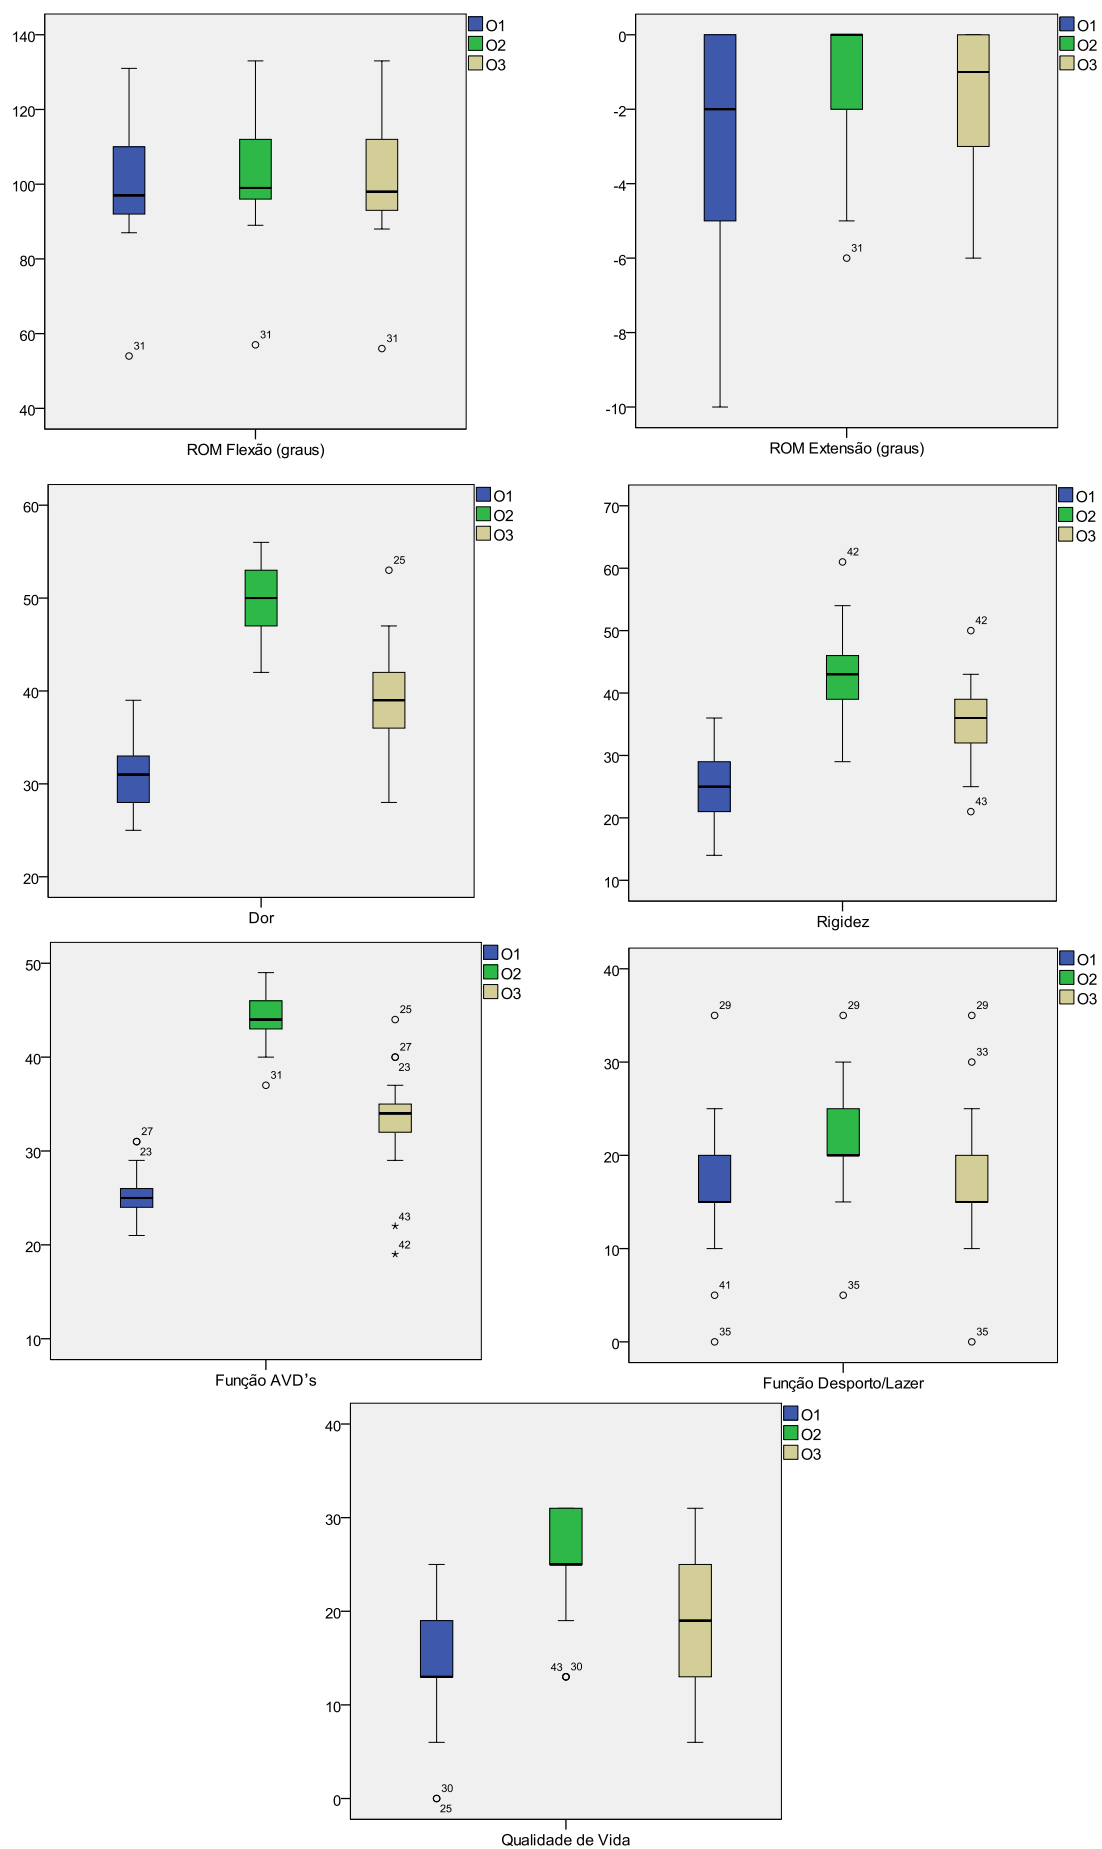 O1
O2
O3
140
120
100
80
60
40
31
31
31
ROM Flexão (graus)
O1
O2
O3
0
-2
-4
-6
-8
-10
31
ROM Extensão (graus)
O1
O2
O3
60
50
40
30
20
25
Dor
O1
O2
O3
70
60
50
40
30
20
10
42
42
43
Rigidez
O1
O2
O3
50
40
30
20
10
27
23
31
25
27
23
43
42
Função AVD's
O1
O2
O3
40
30
20
10
0
29
41
35
29
35
29
33
35
Função Desporto/Lazer
O1
O2
O3
40
30
20
10
0
30
25
43 30
Qualidade de Vida